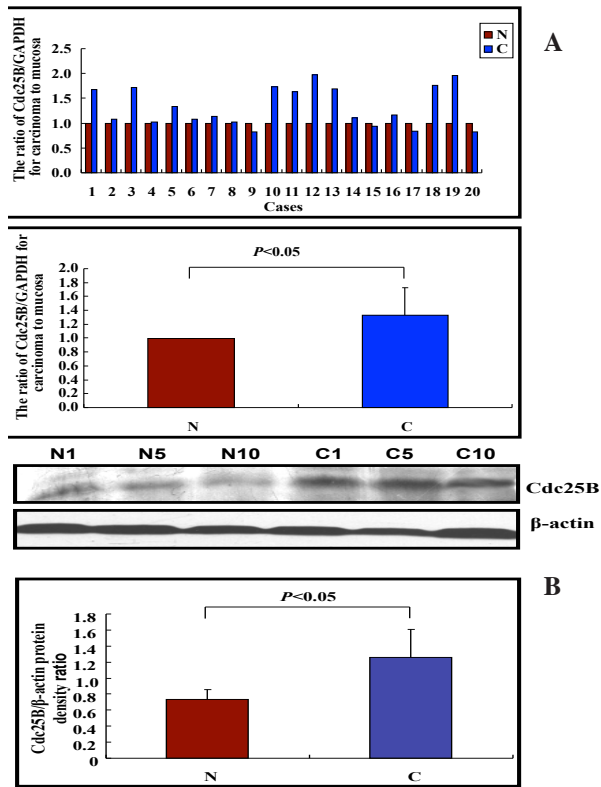 A
N
C
The ratio of Cdc25B/GAPDH
for carcinoma to mucosa
2.5
2.0
1.5
1.0
0.5
0.0
1 2 3 4 5 6 7 8 9 10 11 12 13 14 15 16 17 18 19 20
Cases
The ratio of Cdc25B/GAPDH for
carcinoma to mucosa
P<0.05
2.0
1.8
1.6
1.4
1.2
1.0
0.8
0.6
0.4
0.2
0.0
N C
N1 N5 N10 C1 C5 C10
Cdc25B
β-actin
B
Cdc25B/β-actin protein
density ratio
P<0.05
1.8
1.6
1.4
1.2
1.0
0.8
0.6
0.4
0.2
0
N C